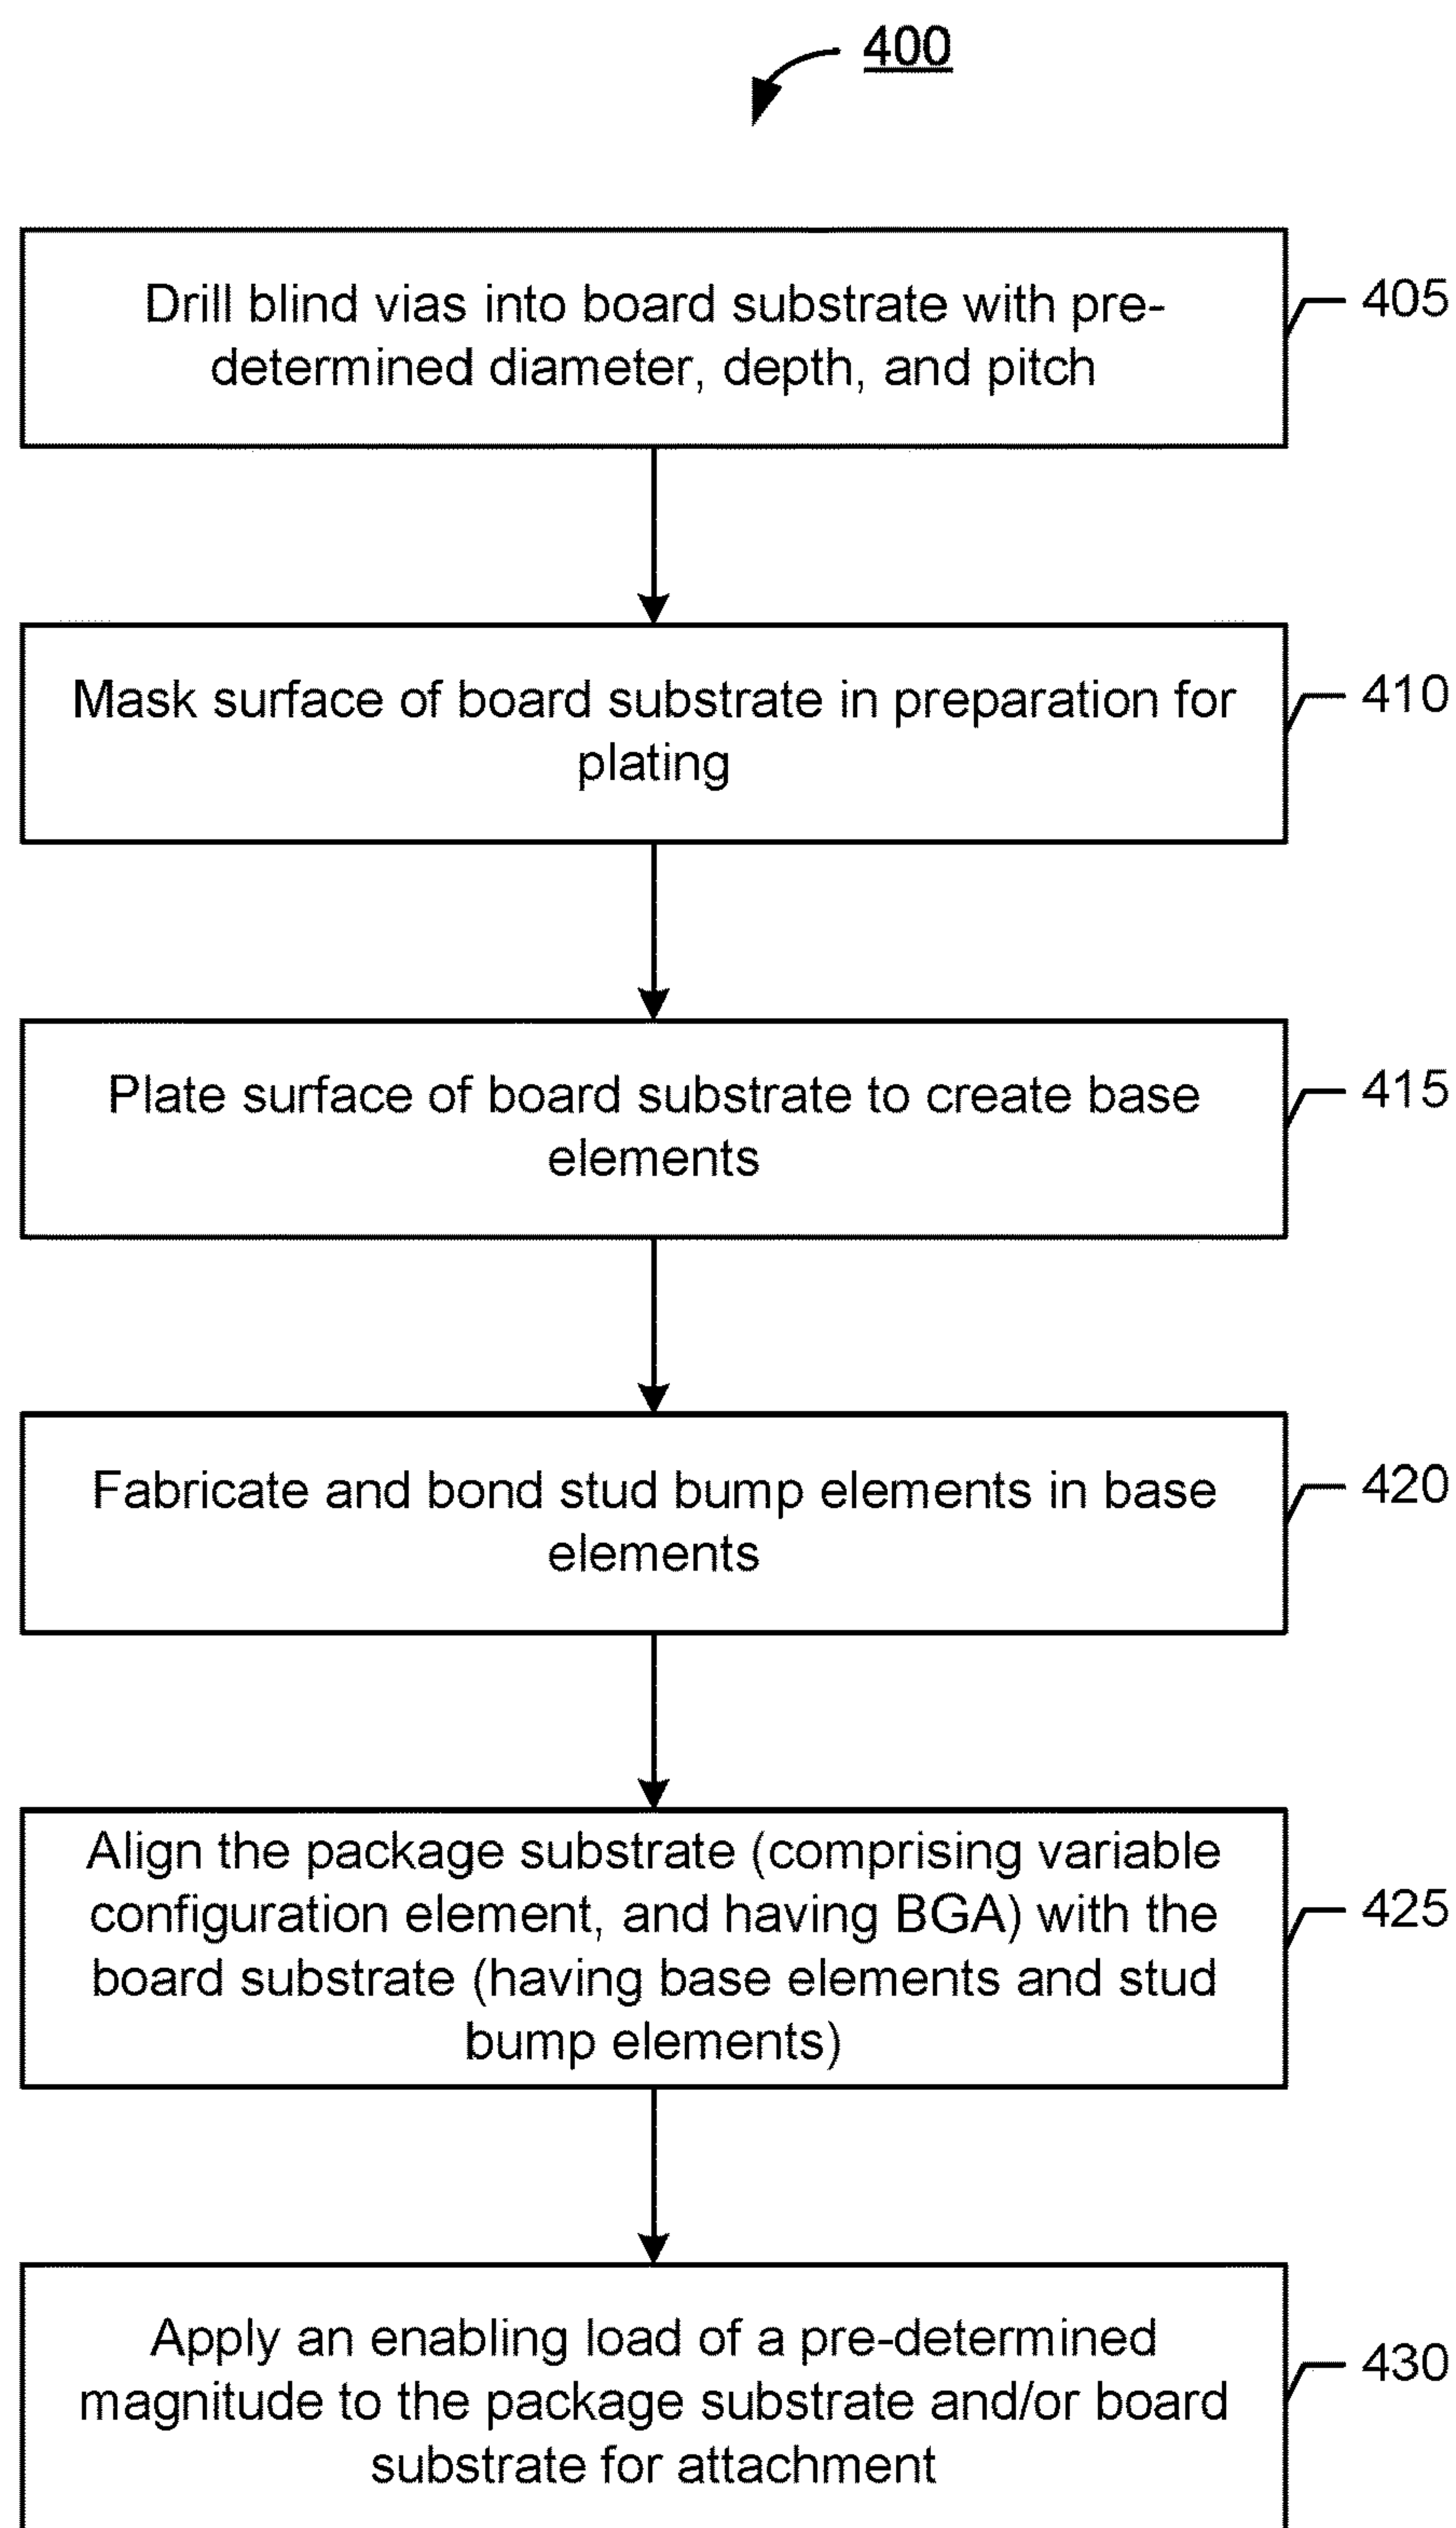 400
Drill blind vias into board substrate with pre-
determined diameter, depth, and pitch
405
Mask surface of board substrate in preparation for
plating
410
Plate surface of board substrate to create base
elements
415
Fabricate and bond stud bump elements in base
elements
420
Align the package substrate (comprising variable
configuration element, and having BGA) with the
board substrate (having base elements and stud
bump elements)
425
Apply an enabling load of a pre-determined
magnitude to the package substrate and/or board
substrate for attachment
430